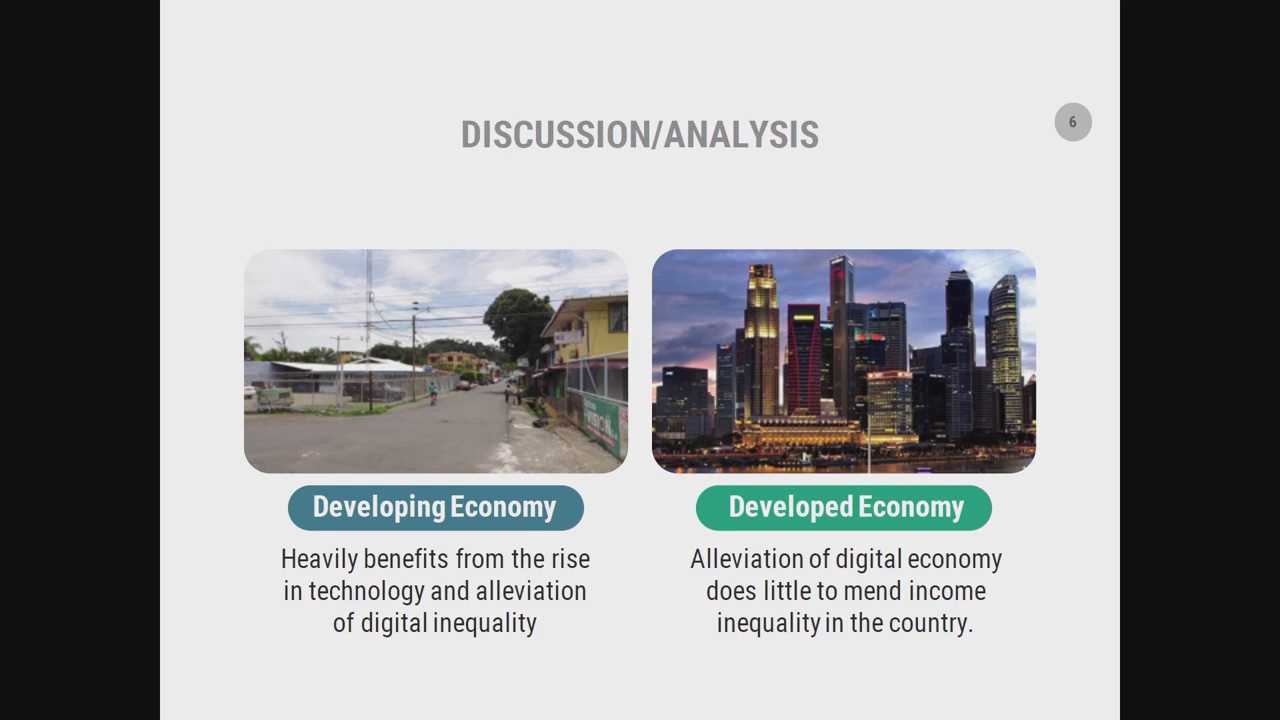 DISCUSSION/ANALYSIS
6
VISION
Developing Economy
Developed Economy
Heavily benefits from the rise
in technology and alleviation
of digital inequality
Alleviation of digital economy
does little to mend income
inequality in the country.